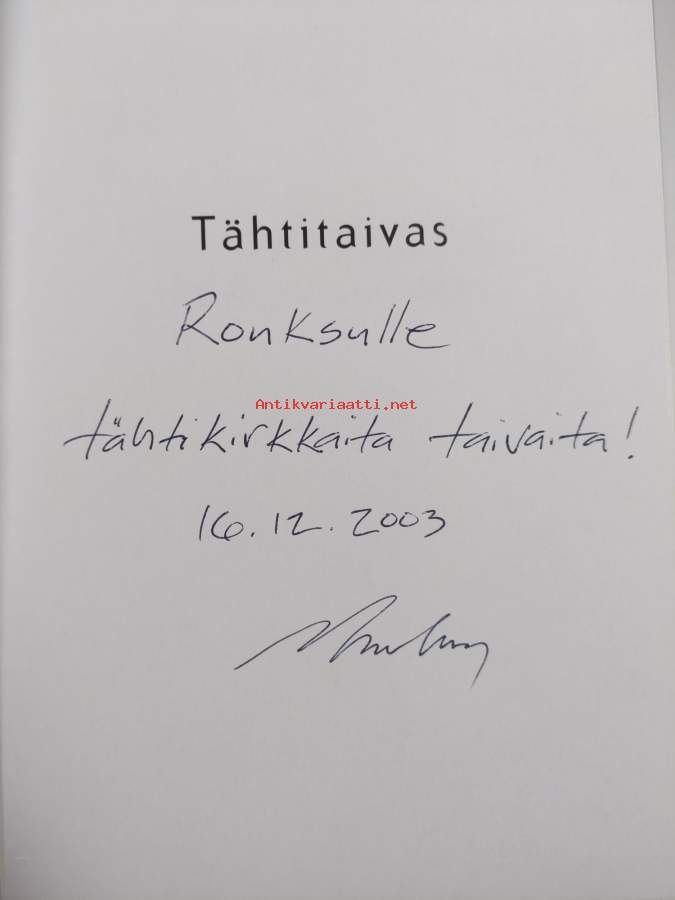 Tähtitaivas
Ronksulle
Antikvariaatti.net
tähtikirkkaita taivaita!
16.12.2003